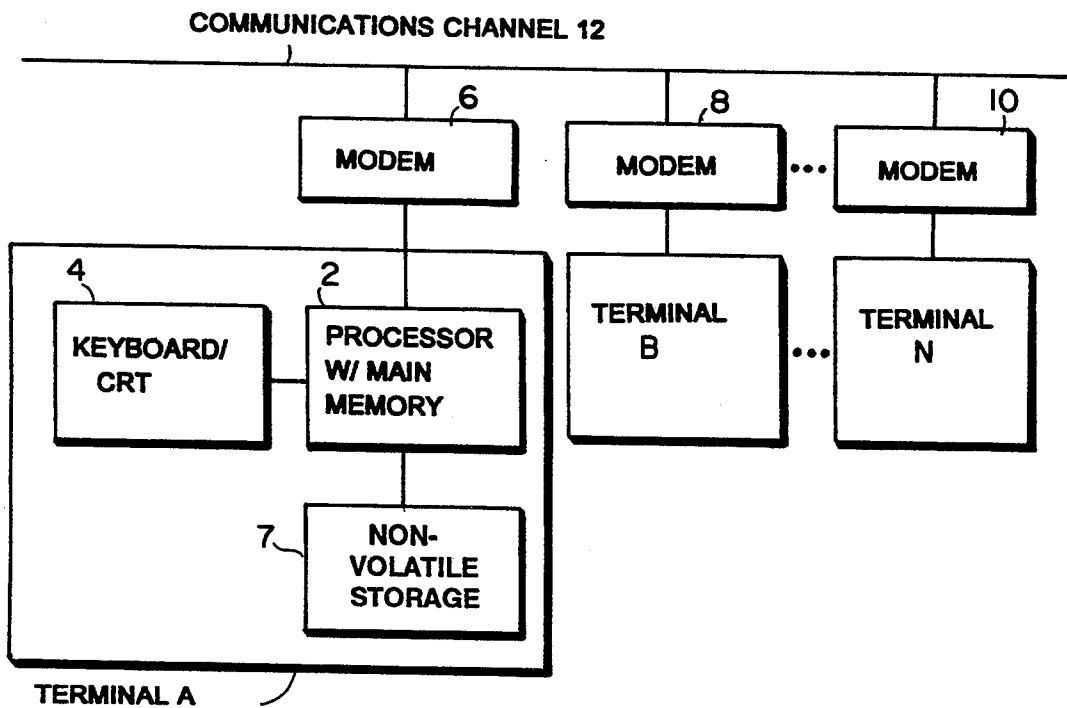 COMMUNICATIONS CHANNEL 12
6
8
10
MODEM
MODEM
MODEM
4
2
KEYBOARD/
CRT
PROCESSOR
W/ MAIN
MEMORY
TERMINAL
B
TERMINAL
N
7
NON-
VOLATILE
STORAGE
TERMINAL A